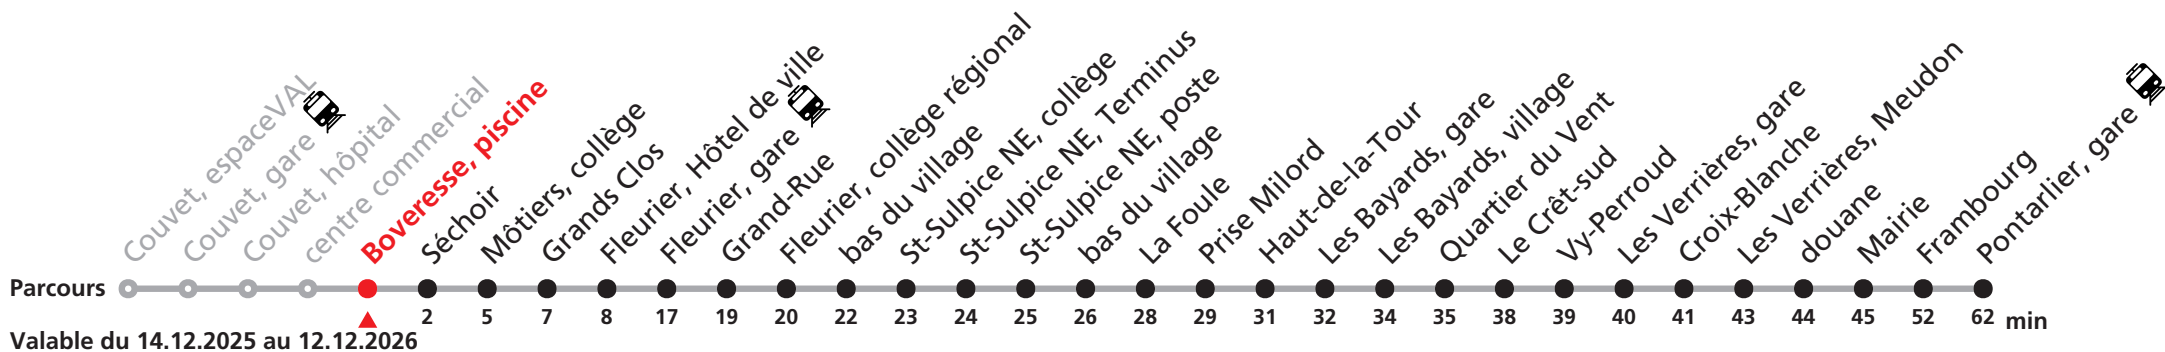 Couvet, espaceVAL
Couvet, gare
Couvet, hôpital
centre commercial
Boveresse, piscine
Séchoir
Môtiers, collège
Grands Clos
Fleurier, Hôtel de ville
Fleurier, gare
Grand-Rue
Fleurier, collège régional
bas du village
St-Sulpice NE, collège
St-Sulpice NE, Terminus
St-Sulpice NE, poste
bas du village
La Foule
Prise Milord
Haut-de-la-Tour
Les Bayards, gare
Les Bayards, village
Quartier du Vent
Le Crêt-sud
Vy-Perroud
Les Verrières, gare
Croix-Blanche
Les Verrières, Meudon
douane
Mairie
Frambourg
Pontarlier, gare
Parcours
2 5 7 8 17 19 20 22 23 24 25 26 28 29 31 32 34 35 38 39 40 41 43 44 45 52 62 min
Valable du 14.12.2025 au 12.12.2026